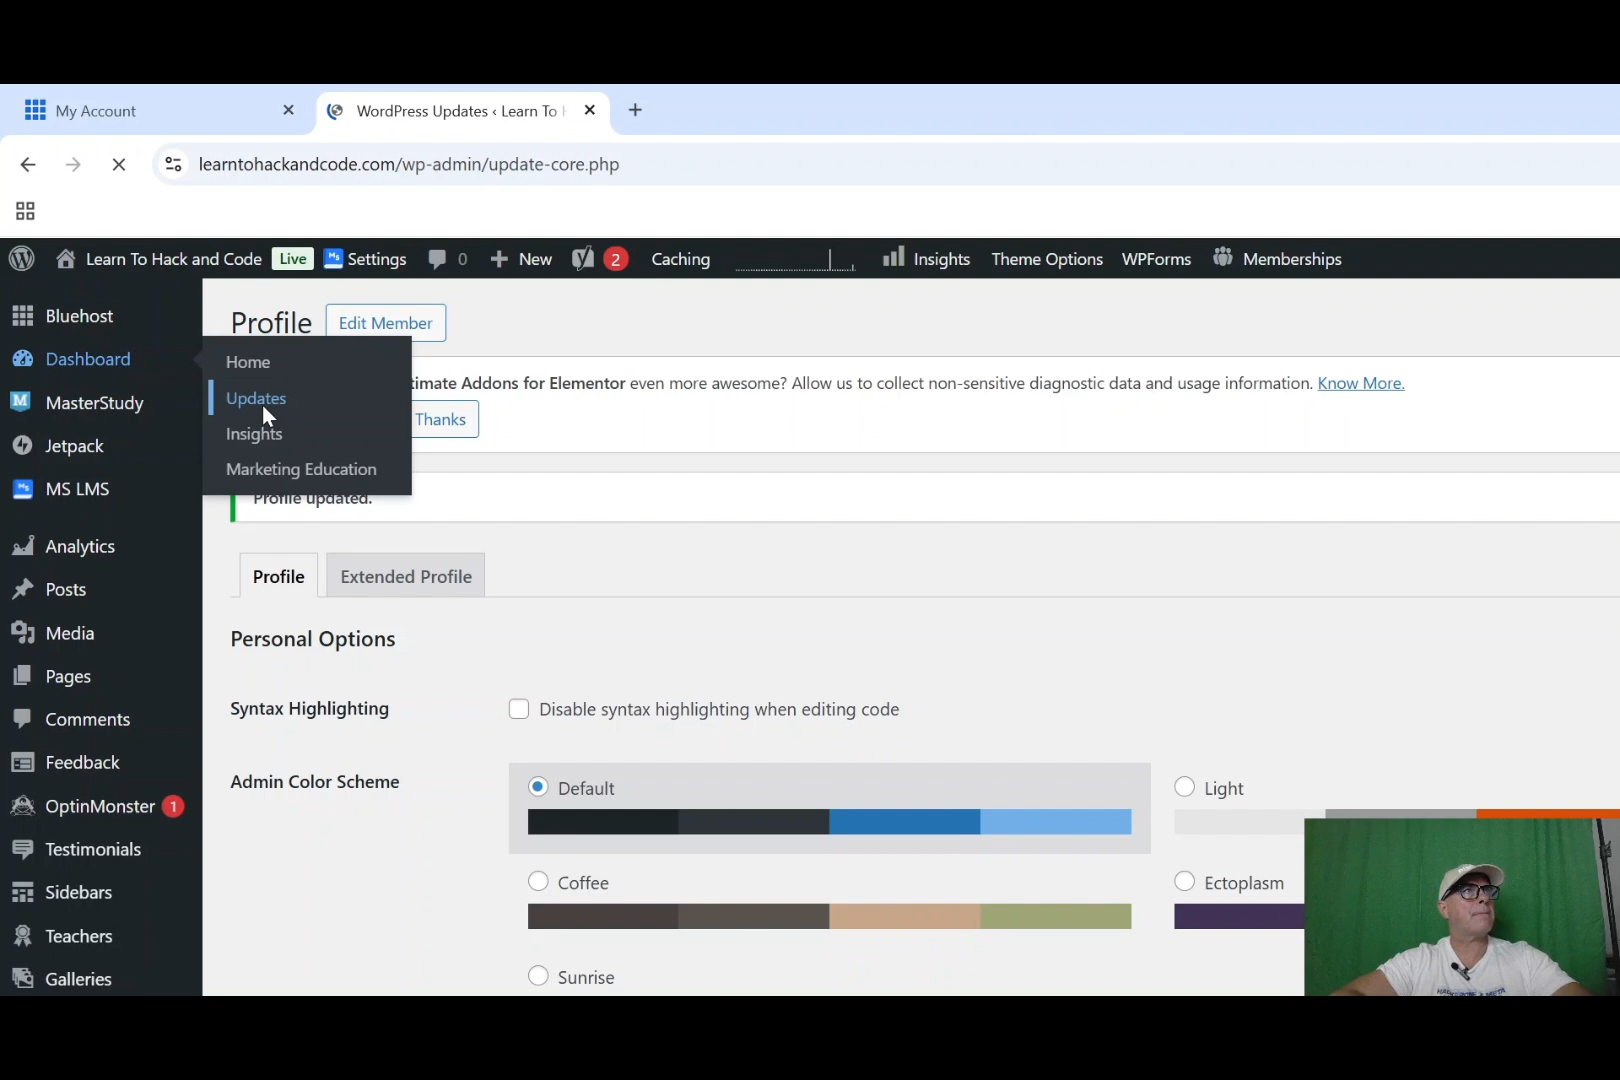 My Account
WordPress Updates ‹ Learn To H
learntohackandcode.com/wp-admin/update-core.php
Learn To Hack and Code Live Settings 0 New 2 Caching Insights Theme Options WPForms Memberships
Bluehost
Dashboard
MasterStudy
Jetpack
MS LMS
Analytics
Posts
Media
Pages
Comments
Feedback
OptinMonster 1
Testimonials
Sidebars
Teachers
Galleries
Home
Updates
Insights
Marketing Education
Profile Edit Member
timate Addons for Elementor even more awesome? Allow us to collect non-sensitive diagnostic data and usage information. Know More.
Thanks
Profile updated.
Profile Extended Profile
Personal Options
Syntax Highlighting Disable syntax highlighting when editing code
Admin Color Scheme Default Light
Coffee Ectoplasm
Sunrise